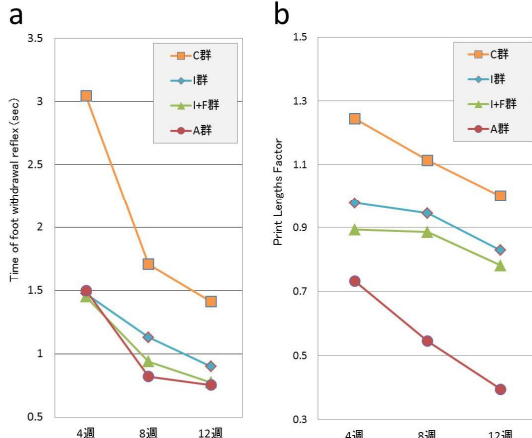 a
3.5
3
2.5
2
1.5
1
0.5
Time of foot withdrawal reflex (sec)
C群
I群
I+F群
A群
4週
8週
12週
b
1.5
1.3
1.1
0.9
0.7
0.5
0.3
Print Lengths Factor
C群
I群
I+F群
A群
4週
8週
12週